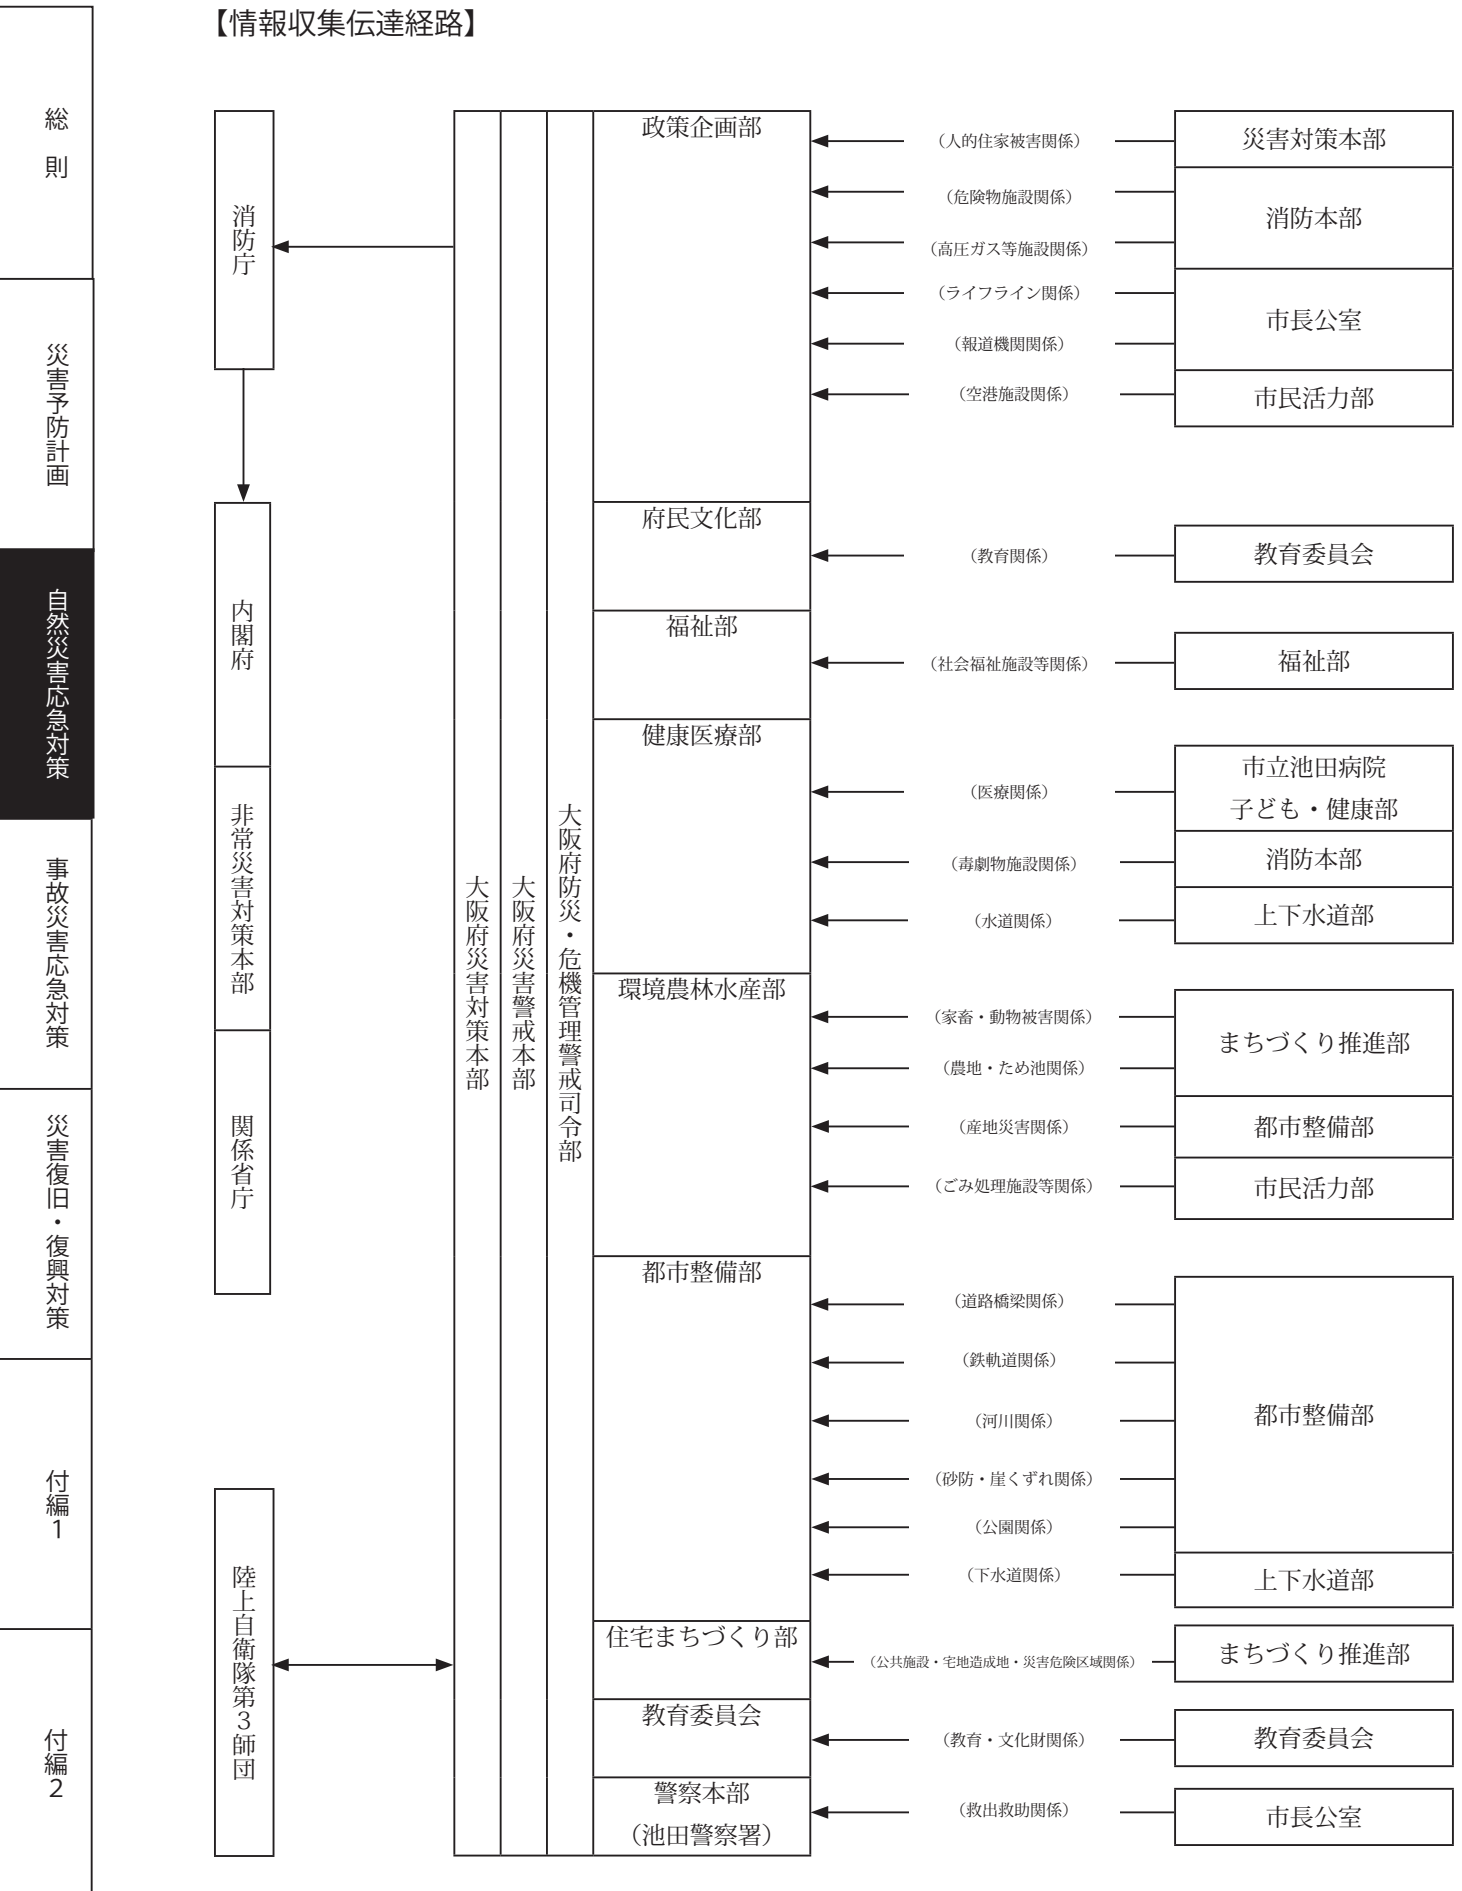 【情報収集伝達経路】
総則
災害予防計画
自然災害応急対策
事故災害応急対策
災害復旧・復興対策
付編1
付編2
消防庁
内閣府
非常災害対策本部
関係省庁
陸上自衛隊第3師団
大阪府災害対策本部
大阪府災害警戒本部
大阪府防災・危機管理警戒司令部
政策企画部
(人的住家被害関係)
災害対策本部
(危険物施設関係)
消防本部
(高圧ガス等施設関係)
(ライフライン関係)
市長公室
(報道機関関係)
(空港施設関係)
市民活力部
府民文化部
(教育関係)
教育委員会
福祉部
(社会福祉施設等関係)
福祉部
健康医療部
(医療関係)
市立池田病院
子ども・健康部
(毒劇物施設関係)
消防本部
(水道関係)
上下水道部
環境農林水産部
(家畜・動物被害関係)
まちづくり推進部
(農地・ため池関係)
(産地災害関係)
都市整備部
(ごみ処理施設等関係)
市民活力部
都市整備部
(道路橋梁関係)
(鉄軌道関係)
(河川関係)
都市整備部
(砂防・崖くずれ関係)
(公園関係)
(下水道関係)
上下水道部
住宅まちづくり部
(公共施設・宅地造成地・災害危険区域関係)
まちづくり推進部
教育委員会
(教育・文化財関係)
教育委員会
警察本部
(池田警察署)
(救出救助関係)
市長公室